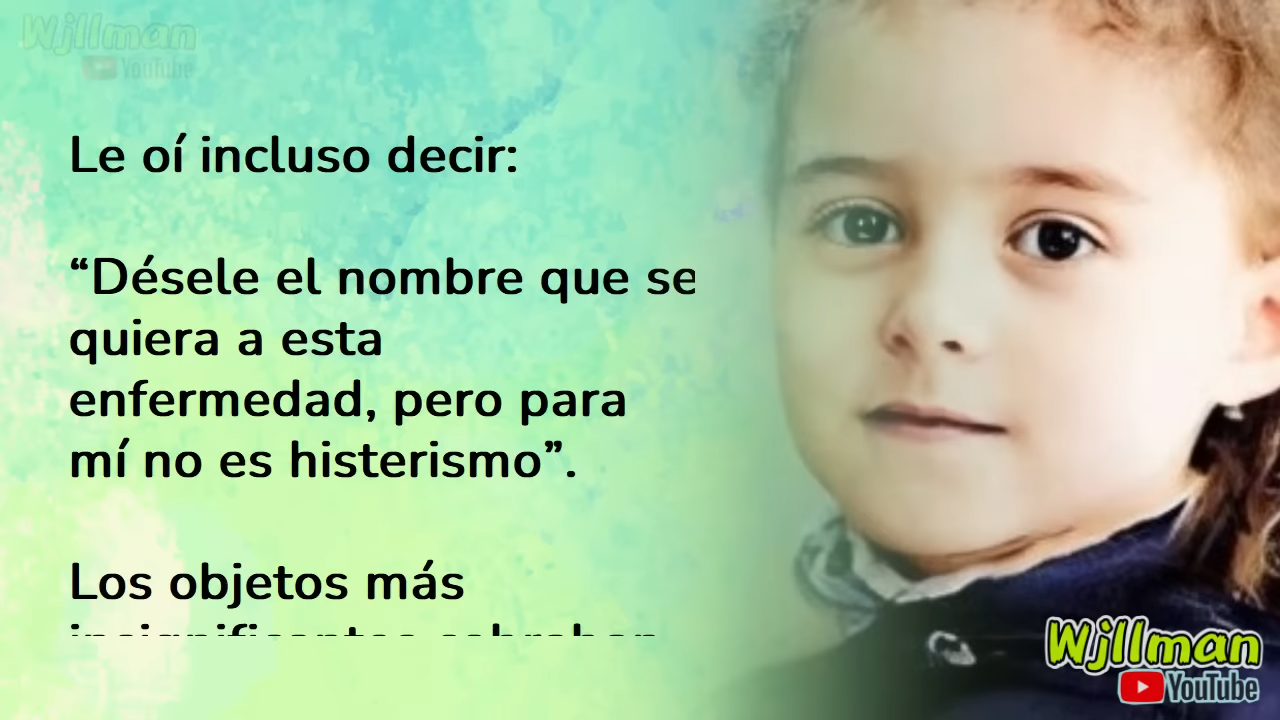 Wjllman
YouTube
Le oí incluso decir:
“Désele el nombre que se
quiera a esta
enfermedad, pero para
mí no es histerismo”.
Los objetos más
Wjllman
YouTube